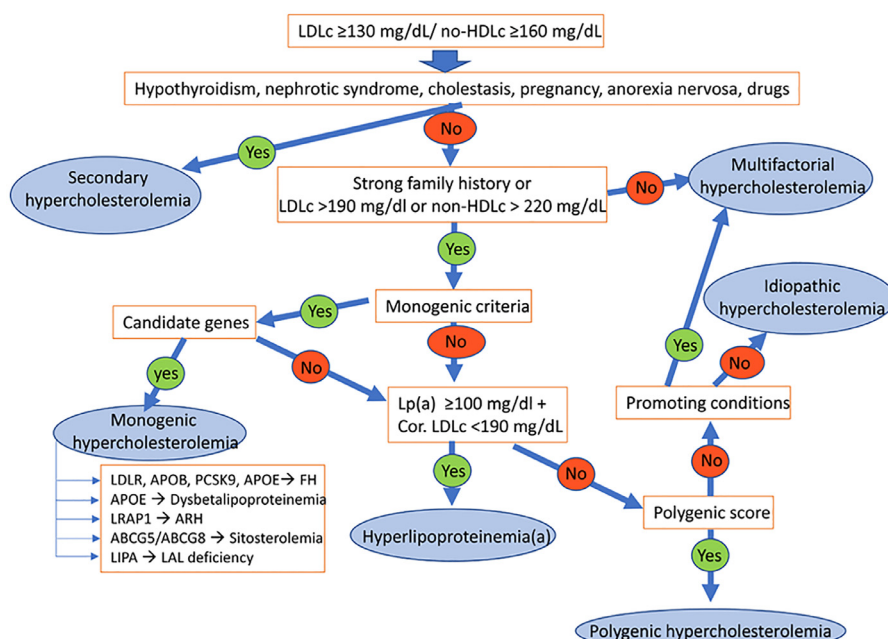 LDLc ≥130 mg/dL/ no-HDLc ≥160 mg/dL
Hypothyroidism, nephrotic syndrome, cholestasis, pregnancy, anorexia nervosa, drugs
Yes
No
Secondary
hypercholesterolemia
Strong family history or
LDLc >190 mg/dl or non-HDLc > 220 mg/dL
No
Multifactorial
hypercholesterolemia
Yes
Idiopathic
hypercholesterolemia
Candidate genes
Yes
Monogenic criteria
No
Yes
No
yes
No
Lp(a) ≥100 mg/dl +
Cor. LDLc <190 mg/dL
Promoting conditions
Monogenic
hypercholesterolemia
Yes
No
No
LDLR, APOB, PCSK9, APOE→ FH
APOE → Dysbetalipoproteinemia
LRAP1 → ARH
ABCG5/ABCG8 → Sitosterolemia
LIPA → LAL deficiency
Hyperlipoproteinemia(a)
Polygenic score
Yes
Polygenic hypercholesterolemia